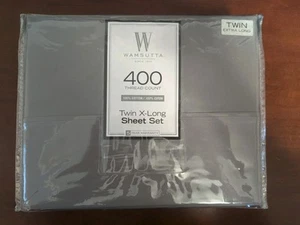 W
WAMSUTTA
400
THREAD COUNT
Twin X-Long
Sheet Set
TWIN
EXTRA LONG